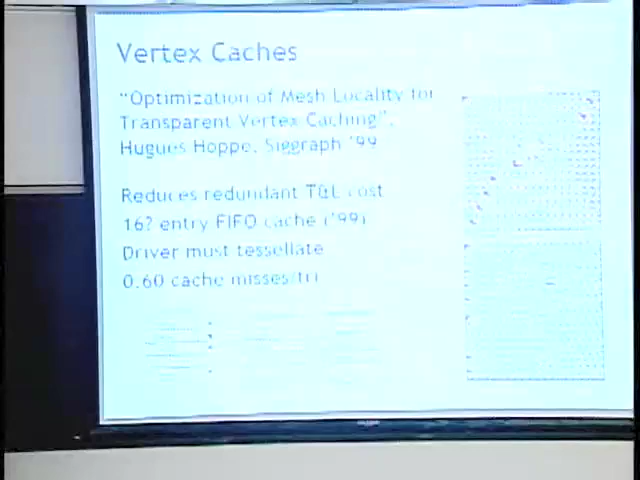 Vertex Caches
"Optimization of Mesh Locality for
Transparent Vertex Caching",
Hugues Hoppe, Siggraph '99
Reduces redundant T&L cost
16? entry FIFO cache ('99)
Driver must tessellate
0.60 cache misses/tri